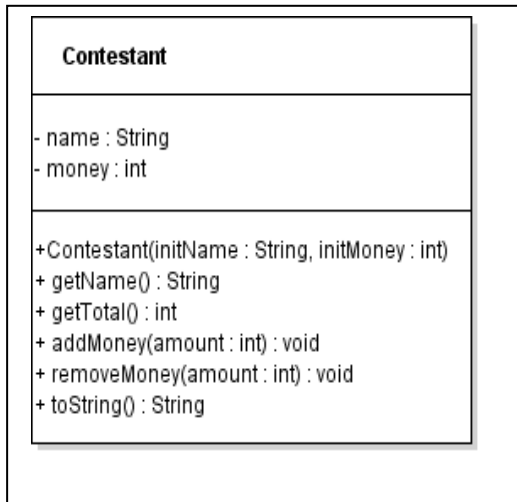 Contestant
- name : String
- money : int
+Contestant(initName : String, initMoney : int)
+ getName() : String
+ getTotal() : int
+ addMoney(amount : int) : void
+ removeMoney(amount : int) : void
+ toString() : String